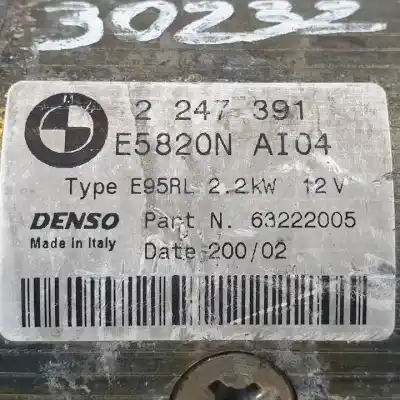 30232
2 247 391
E5820N AI04
Type E95RL 2.2kW 12V
DENSO Part N. 63222005
Made in Italy Date 200/02